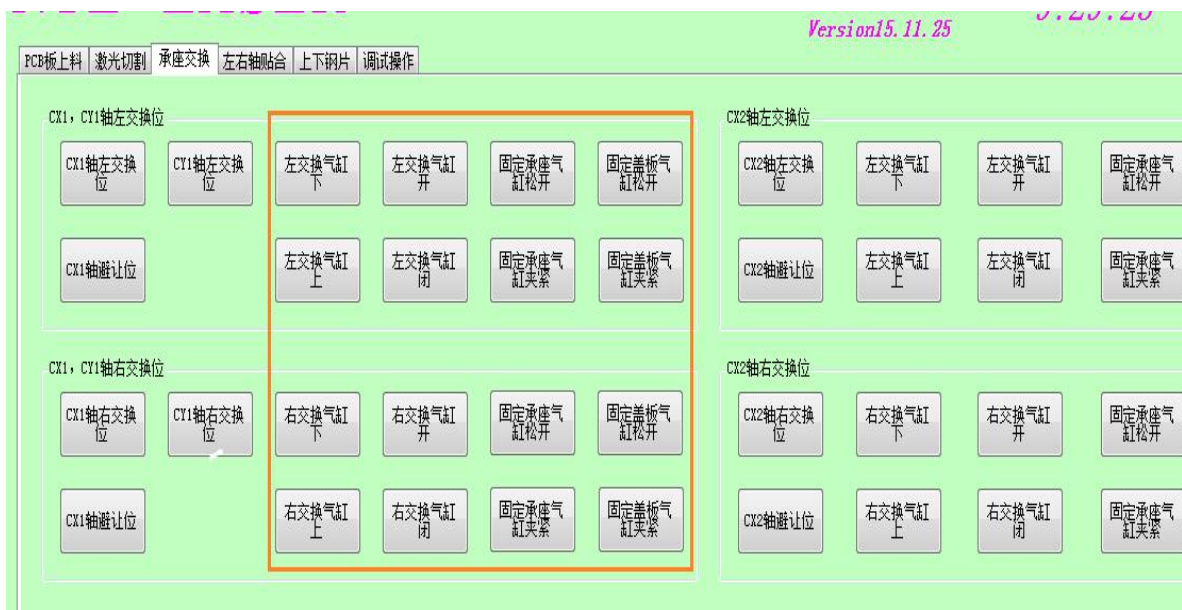 Version15.11.25
PCB板上料 激光切割 承座交换 左右轴贴合 上下钢片 调试操作
CX1，CY1轴左交换位
CX2轴左交换位
CX1轴左交换
位
CY1轴左交换
位
左交换气缸
下
左交换气缸
开
固定承座气
缸松开
固定盖板气
缸松开
CX2轴左交换
位
左交换气缸
下
左交换气缸
开
固定承座气
缸松开
CX1轴避让位
左交换气缸
上
左交换气缸
闭
固定承座气
缸夹紧
固定盖板气
缸夹紧
CX2轴避让位
左交换气缸
上
左交换气缸
闭
固定承座气
缸夹紧
CX1，CY1轴右交换位
CX2轴右交换位
CX1轴右交换
位
CY1轴右交换
位
右交换气缸
下
右交换气缸
开
固定承座气
缸松开
固定盖板气
缸松开
CX2轴右交换
位
右交换气缸
下
右交换气缸
开
固定承座气
缸松开
CX1轴避让位
右交换气缸
上
右交换气缸
闭
固定承座气
缸夹紧
固定盖板气
缸夹紧
CX2轴避让位
右交换气缸
上
右交换气缸
闭
固定承座气
缸夹紧